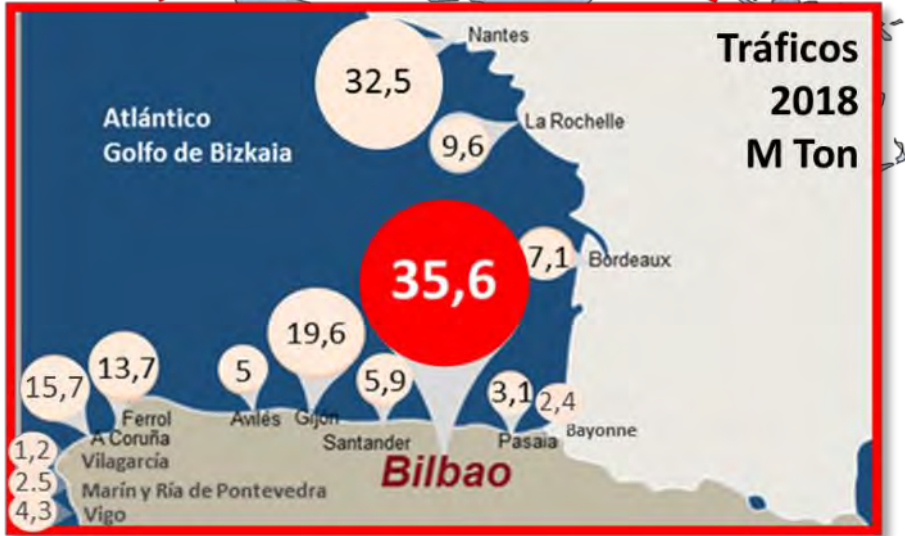 Tráficos
2018
M Ton
Atlántico
Golfo de Bizkaia
Nantes
32,5
La Rochelle
9,6
35,6
7,1
Bordeaux
19,6
13,7
15,7
5
5,9
3,1
2,4
Ferrol
Avilés
Gijón
Santander
Pasaia
Bayonne
A Coruña
1,2
Vilagarcía
Bilbao
2.5
Marín y Ría de Pontevedra
4,3
Vigo